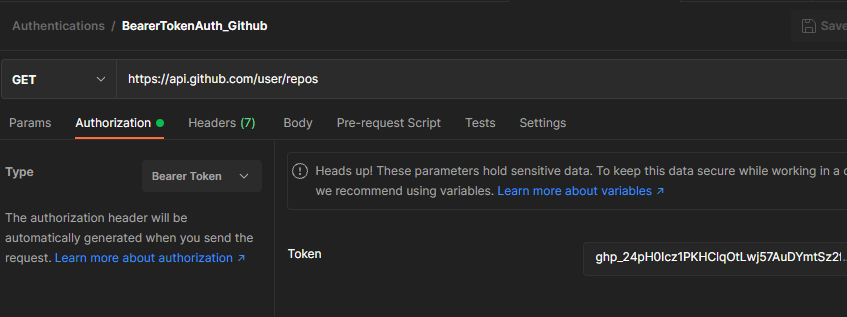 Authentications / BearerTokenAuth_Github
Save
GET https://api.github.com/user/repos
Params Authorization Headers (7) Body Pre-request Script Tests Settings
Type Bearer Token
The authorization header will be
automatically generated when you send the
request. Learn more about authorization ↗
Heads up! These parameters hold sensitive data. To keep this data secure while working in a
we recommend using variables. Learn more about variables ↗
Token